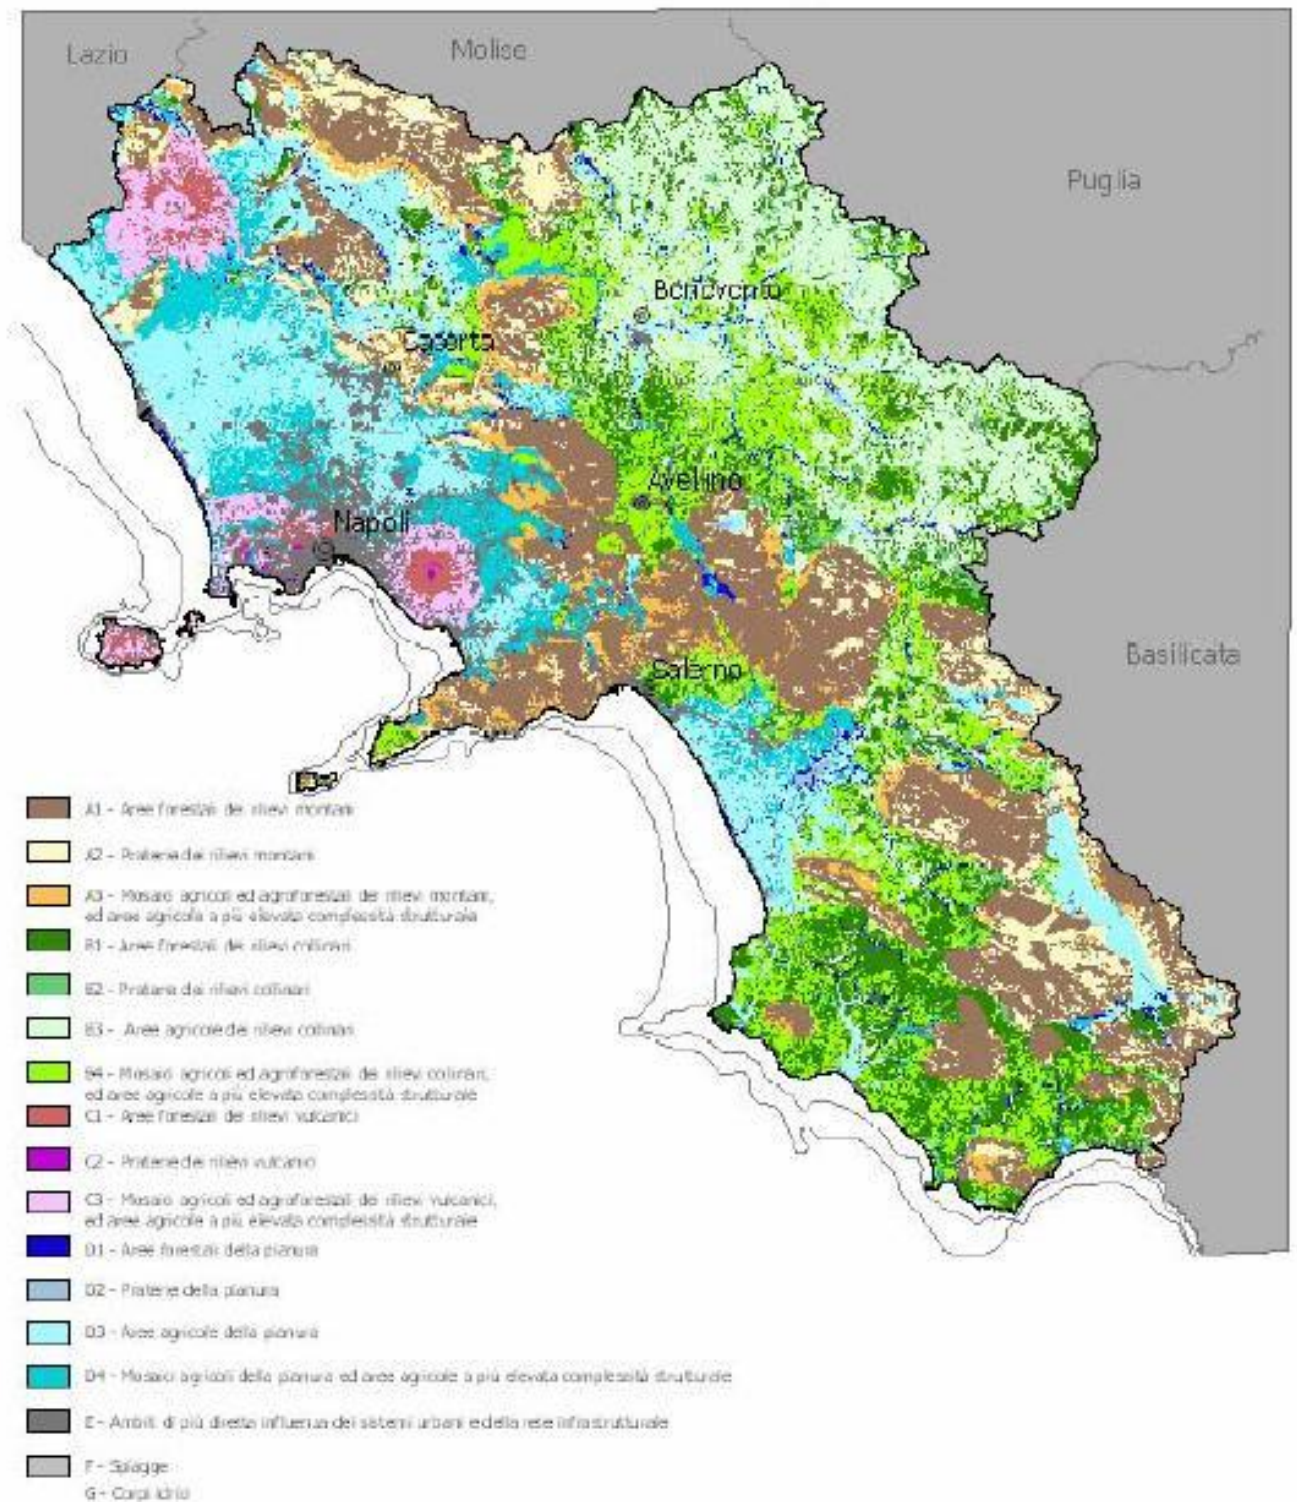 Lazio
Molise
Puglia
Benevento
Caserta
Avellino
Napoli
Salerno
Basilicata
A1 - Aree forestali dei rilievi montani
A2 - Praterie dei rilievi montani
A3 - Mosaici agricoli ed agroforestali dei rilievi montani,
ed aree agricole a più elevata complessità strutturale
B1 - Aree forestali dei rilievi collinari
B2 - Praterie dei rilievi collinari
B3 - Aree agricole dei rilievi collinari
B4 - Mosaici agricoli ed agroforestali dei rilievi collinari,
ed aree agricole a più elevata complessità strutturale
C1 - Aree forestali dei rilievi vulcanici
C2 - Praterie dei rilievi vulcanici
C3 - Mosaici agricoli ed agroforestali dei rilievi vulcanici,
ed aree agricole a più elevata complessità strutturale
D1 - Aree forestali della pianura
D2 - Praterie della pianura
D3 - Aree agricole della pianura
D4 - Mosaici agricoli della pianura ed aree agricole a più elevata complessità strutturale
E - Ambiti di più diretta influenza dei sistemi urbani e della rete infrastrutturale
F - Spiagge
G - Corpi idrici